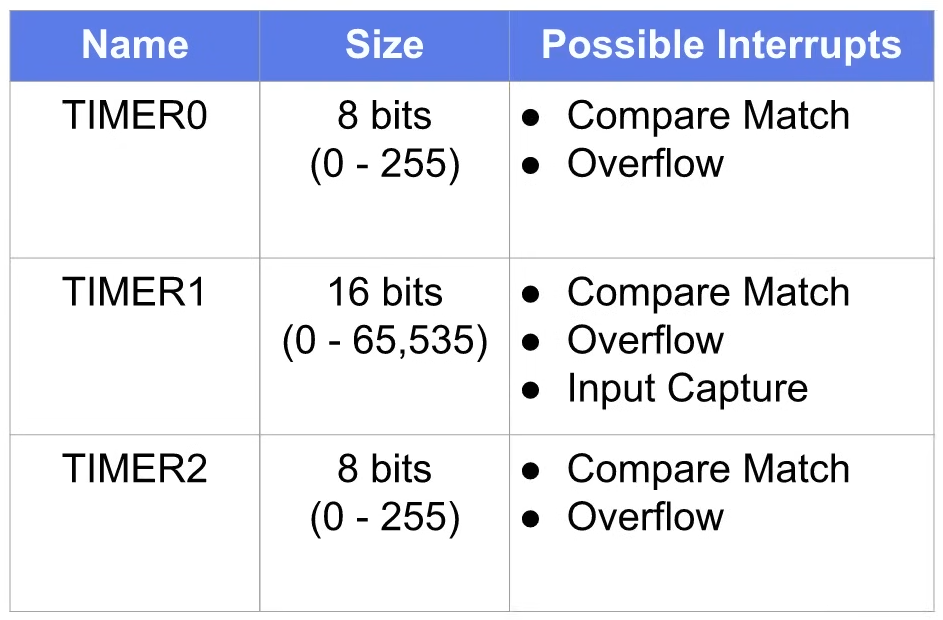 Name Size Possible Interrupts
TIMER0 8 bits ● Compare Match
(0 - 255) ● Overflow
TIMER1 16 bits ● Compare Match
(0 - 65,535) ● Overflow
● Input Capture
TIMER2 8 bits ● Compare Match
(0 - 255) ● Overflow